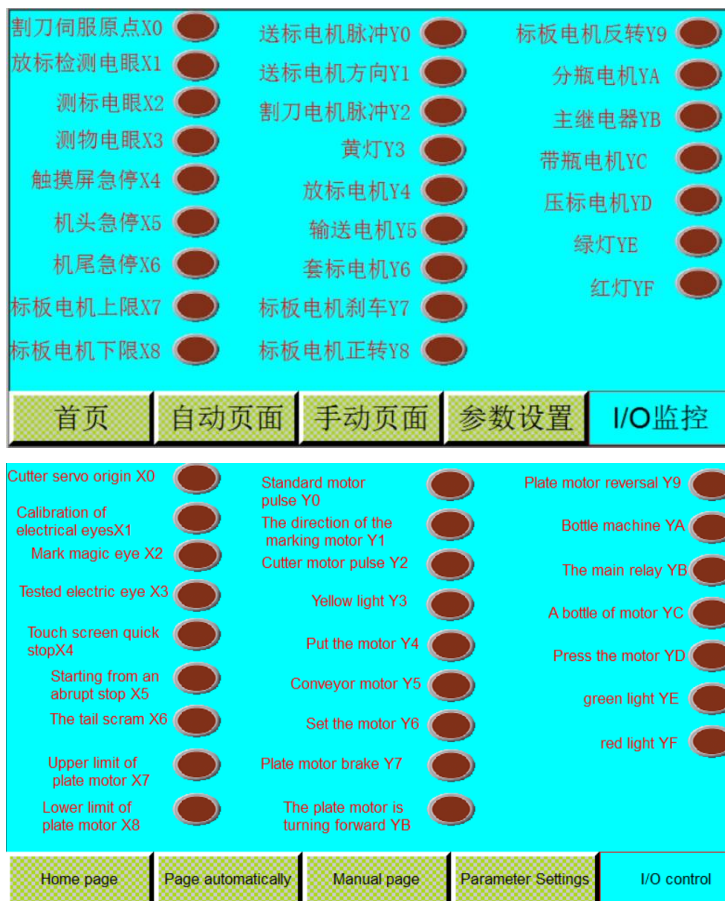 割刀伺服原点X0
放标检测电眼X1
测标电眼X2
测物电眼X3
触摸屏急停X4
机头急停X5
机尾急停X6
标板电机上限X7
标板电机下限X8
送标电机脉冲Y0
送标电机方向Y1
割刀电机脉冲Y2
黄灯Y3
放标电机Y4
输送电机Y5
套标电机Y6
标板电机刹车Y7
标板电机正转Y8
标板电机反转Y9
分瓶电机YA
主继电器YB
带瓶电机YC
压标电机YD
绿灯YE
红灯YF
首页
自动页面
手动页面
参数设置
I/O监控
Cutter servo origin X0
Calibration of
electrical eyesX1
Mark magic eye X2
Tested electric eye X3
Touch screen quick
stopX4
Starting from an
abrupt stop X5
The tail scram X6
Upper limit of
plate motor X7
Lower limit of
plate motor X8
Standard motor
pulse Y0
The direction of the
marking motor Y1
Cutter motor pulse Y2
Yellow light Y3
Put the motor Y4
Conveyor motor Y5
Set the motor Y6
Plate motor brake Y7
The plate motor is
turning forward YB
Plate motor reversal Y9
Bottle machine YA
The main relay YB
A bottle of motor YC
Press the motor YD
green light YE
red light YF
Home page
Page automatically
Manual page
Parameter Settings
I/O control